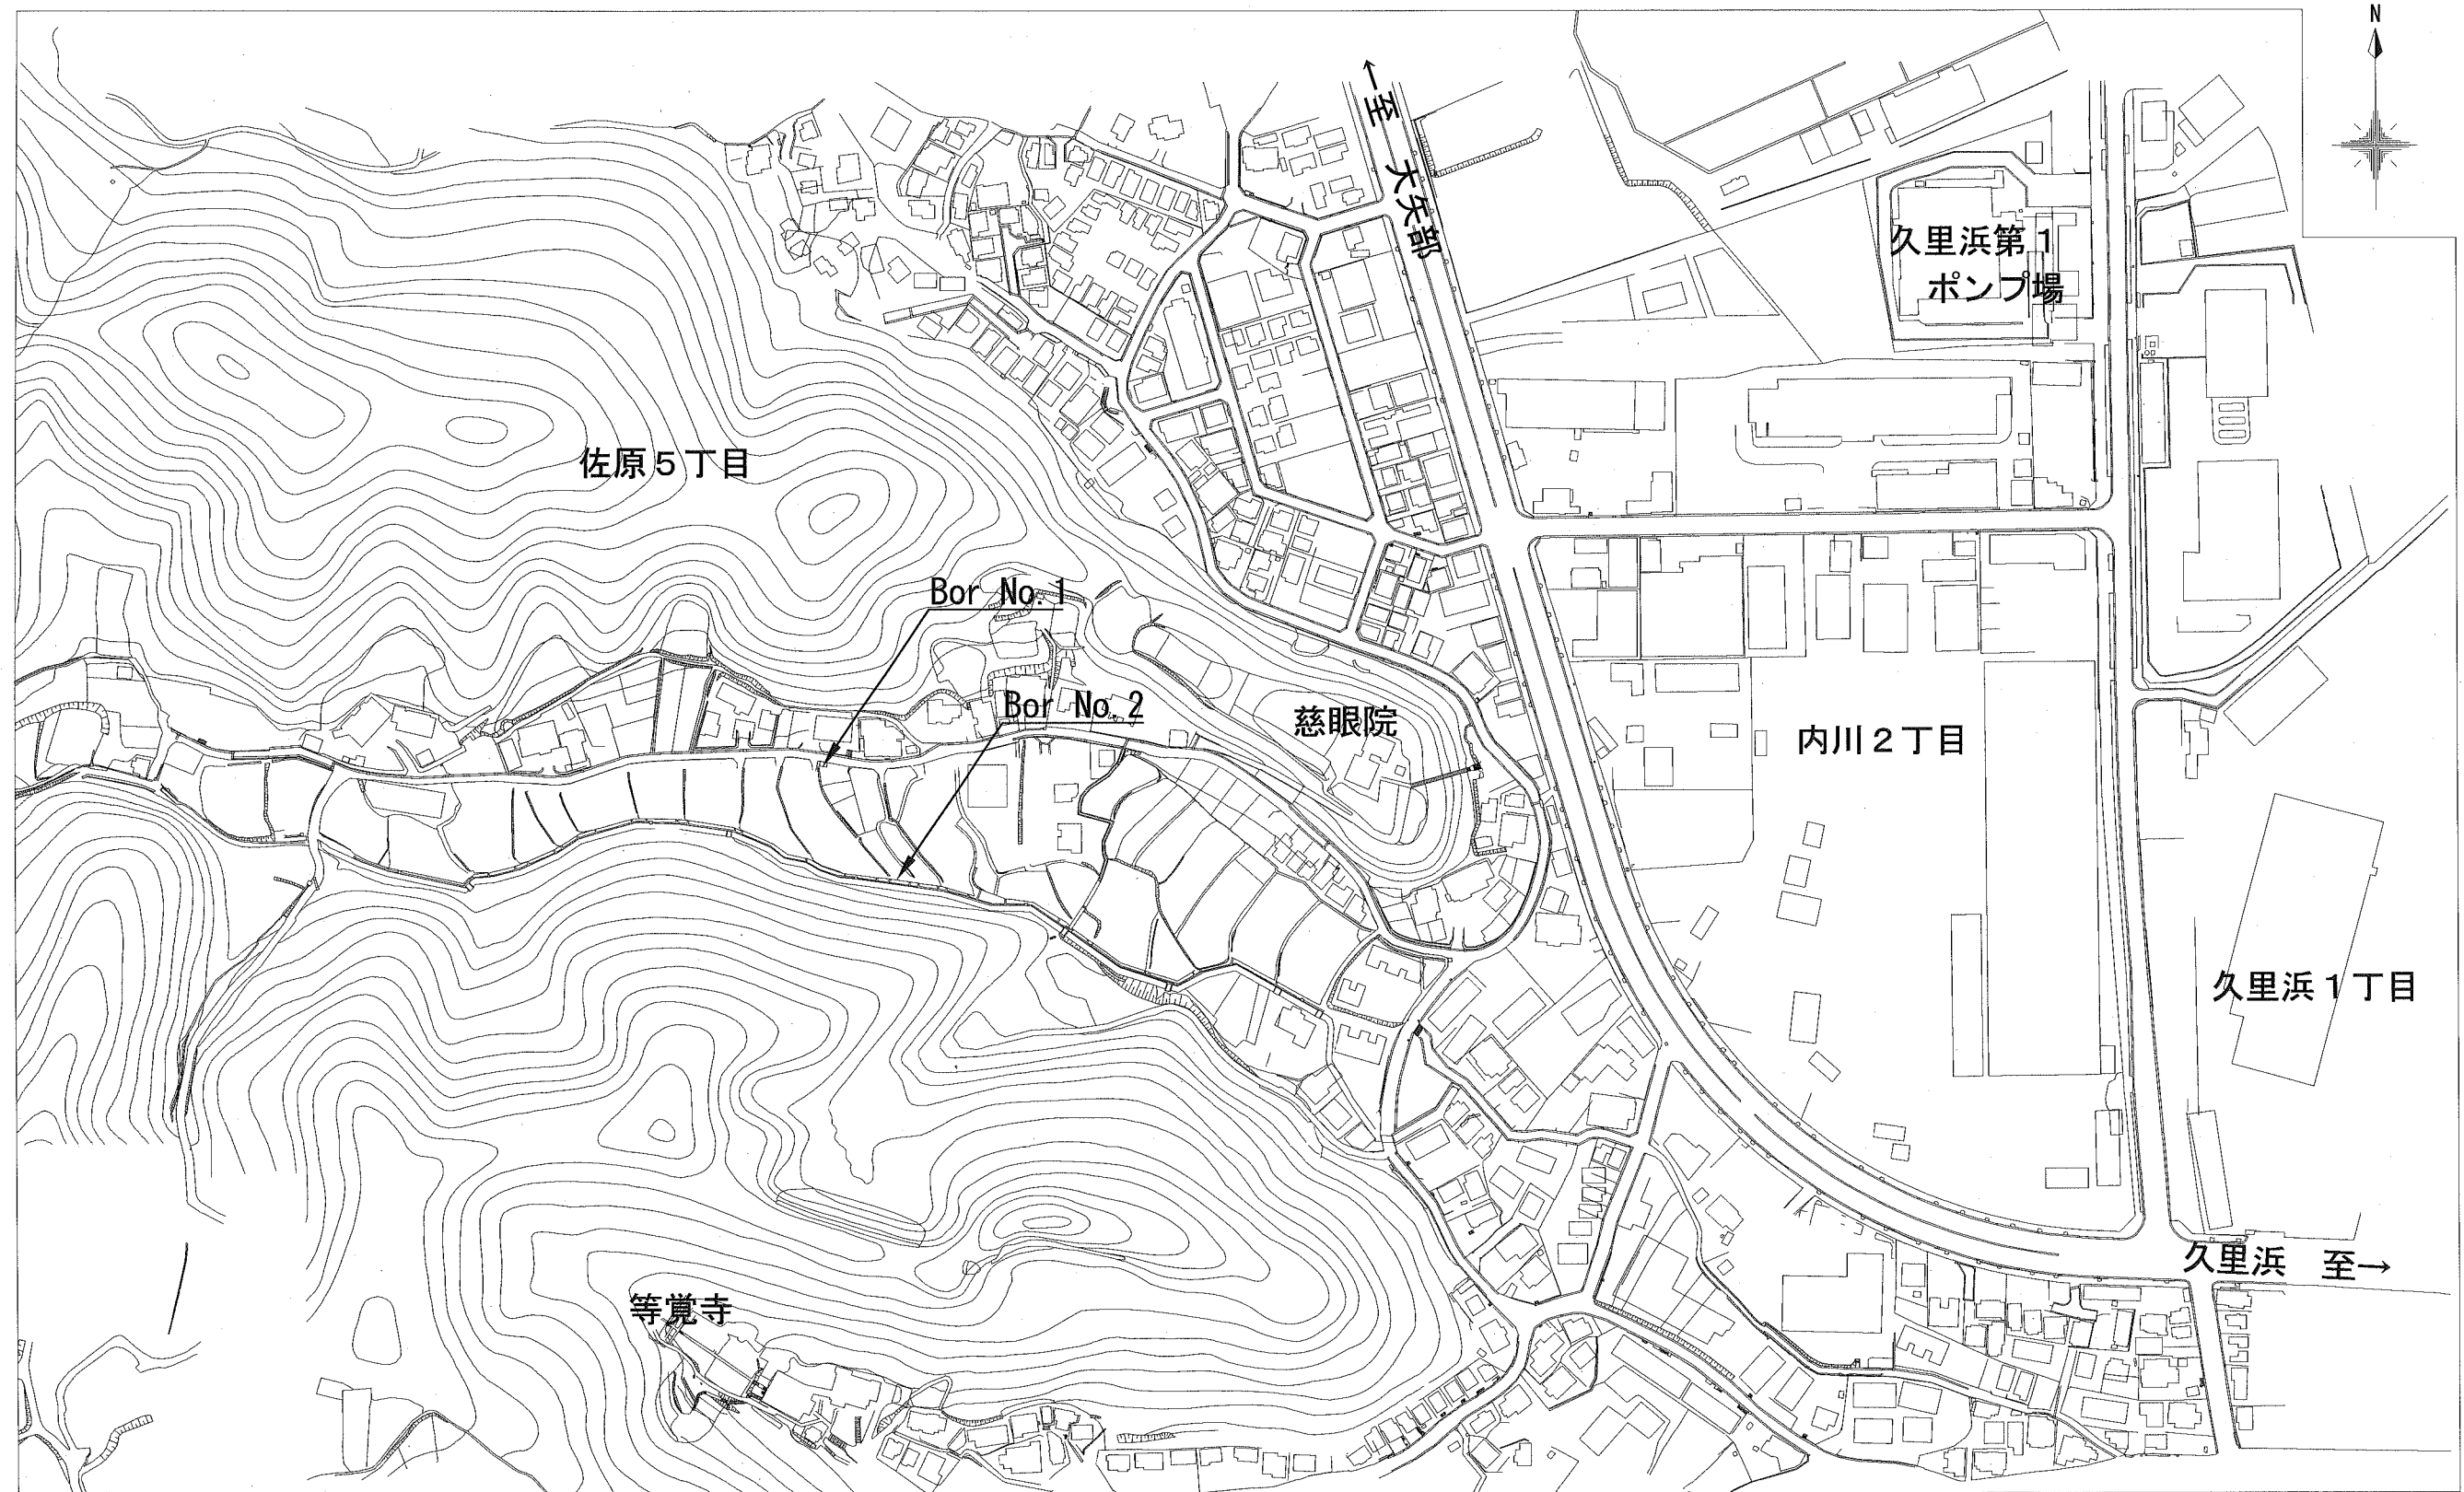 N
←至 大矢部
久里浜第１
ポンプ場
佐原５丁目
Bor No.1
Bor No.2
慈眼院
内川２丁目
久里浜１丁目
久里浜 至→
等覚寺